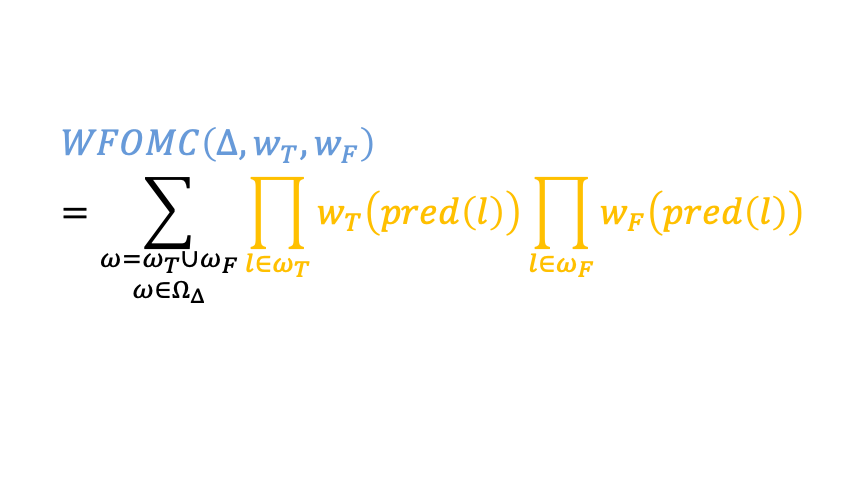 WFOMC(Δ, w_T, w_F)
= ∑ ∏ w_T(pred(l)) ∏ w_F(pred(l))
ω=ω_T∪ω_F l∈ω_T l∈ω_F
ω∈Ω_Δ